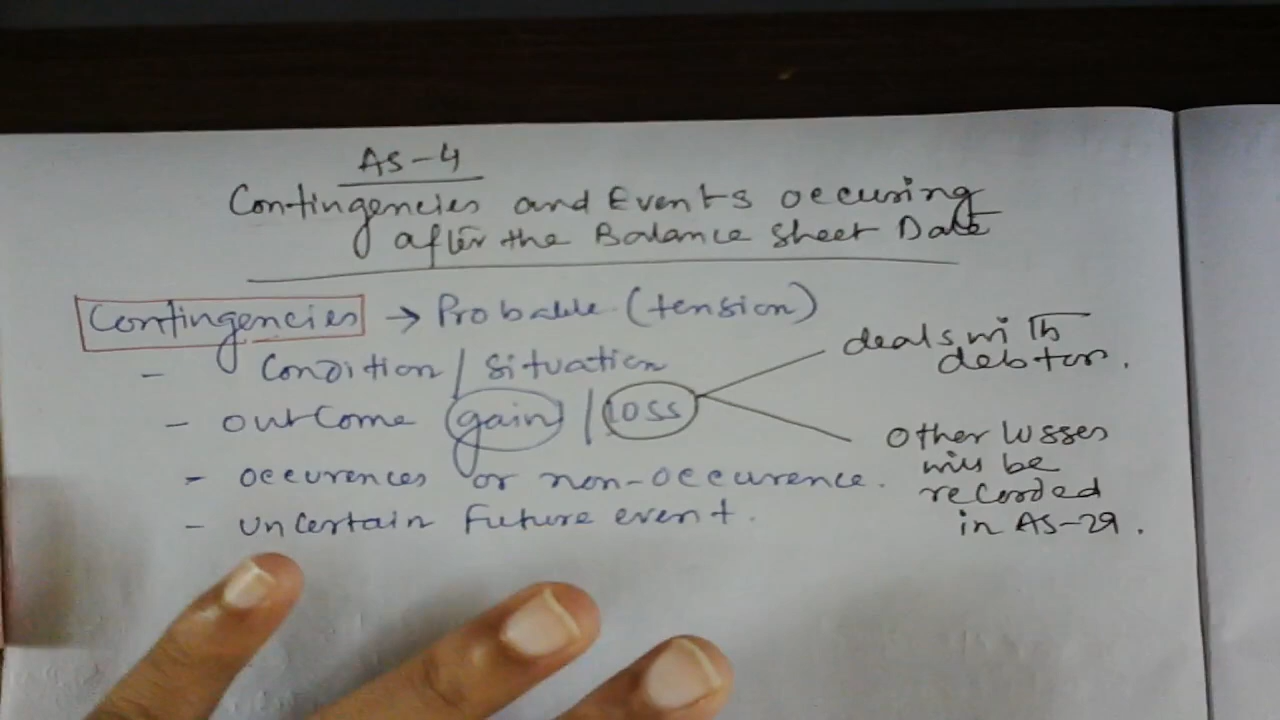 AS-4
Contingencies and Events occuring
after the Balance Sheet Date
Contingencies → Probable (tension)
- Condition / Situation
- outcome gain / loss
- occurences or non-occurence.
- uncertain future event.
deals with
debtor.
other losses
will be
recorded
in AS-29.